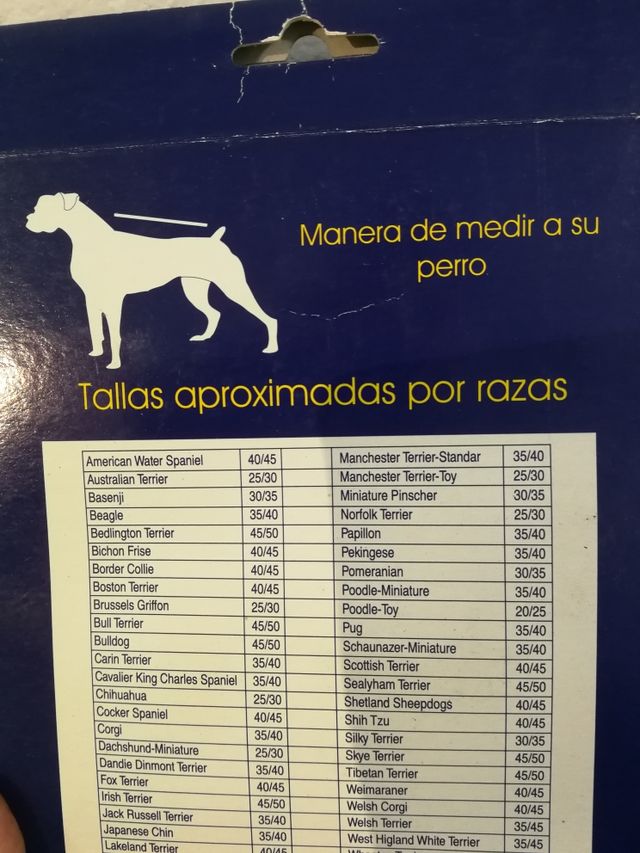 Manera de medir a su
perro
Tallas aproximadas por razas
American Water Spaniel 40/45 Manchester Terrier-Standar 35/40
Australian Terrier 25/30 Manchester Terrier-Toy 25/30
Basenji 30/35 Miniature Pinscher 30/35
Beagle 35/40 Norfolk Terrier 25/30
Bedlington Terrier 45/50 Papillon 35/40
Bichon Frise 40/45 Pekingese 35/40
Border Collie 40/45 Pomeranian 30/35
Boston Terrier 40/45 Poodle-Miniature 35/40
Brussels Griffon 25/30 Poodle-Toy 20/25
Bull Terrier 45/50 Pug 35/40
Bulldog 45/50 Schaunazer-Miniature 35/40
Carin Terrier 35/40 Scottish Terrier 40/45
Cavalier King Charles Spaniel 35/40 Sealyham Terrier 45/50
Chihuahua 25/30 Shetland Sheepdogs 40/45
Cocker Spaniel 40/45 Shih Tzu 40/45
Corgi 35/40 Silky Terrier 30/35
Dachshund-Miniature 25/30 Skye Terrier 45/50
Dandie Dinmont Terrier 35/40 Tibetan Terrier 45/50
Fox Terrier 40/45 Weimaraner 40/45
Irish Terrier 45/50 Welsh Corgi 40/45
Jack Russell Terrier 35/40 Welsh Terrier 35/45
Japanese Chin 35/40 West Higland White Terrier 35/45
Lakeland Terrier 40/45